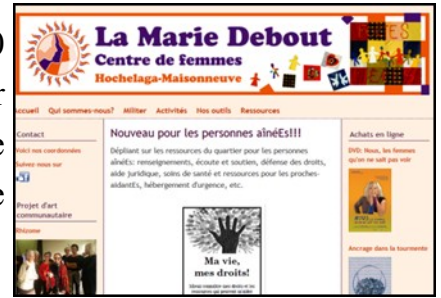 La Marie Debout
Centre de femmes
Hochelaga-Maisonneuve
Accueil Qui sommes-nous? Militer Activités Nos outils Ressources
Contact
Voici nos coordonnées
Suivez nous sur
Projet d'art
communautaire
Rhizome
Nouveau pour les personnes aînéEs!!!
Dépliant sur les ressources du quartier pour les personnes
aînéEs: renseignements, écoute et soutien, défense des droits,
aide juridique, soins de santé et ressources pour les proches-
aidantEs, hébergement d'urgence, etc.
Ma vie,
mes droits!
Achats en ligne
DVD: Nous, les femmes
qu'on ne sait pas voir
Ancrage dans la tourmente